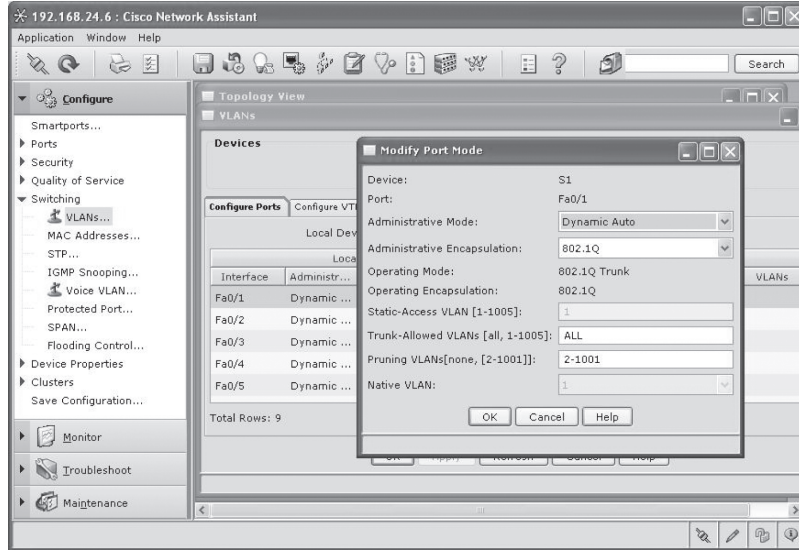 192.168.24.6 : Cisco Network Assistant
Application Window Help
Search
Configure
Smartports...
Ports
Security
Quality of Service
Switching
VLANs...
MAC Addresses...
STP...
IGMP Snooping...
Voice VLAN...
Protected Port...
SPAN...
Flooding Control...
Device Properties
Clusters
Save Configuration...
Monitor
Troubleshoot
Maintenance
Topology View
VLANs
Devices
Configure Ports Configure VT
Local Dev
Loca
Interface Administr... VLANs
Fa0/1 Dynamic ...
Fa0/2 Dynamic ...
Fa0/3 Dynamic ...
Fa0/4 Dynamic ...
Fa0/5 Dynamic ...
Total Rows: 9
Modify Port Mode
Device: S1
Port: Fa0/1
Administrative Mode: Dynamic Auto
Administrative Encapsulation: 802.1Q
Operating Mode: 802.1Q Trunk
Operating Encapsulation: 802.1Q
Static-Access VLAN [1-1005]: 1
Trunk-Allowed VLANs [all, 1-1005]: ALL
Pruning VLANs[none, [2-1001]]: 2-1001
Native VLAN: 1
OK Cancel Help